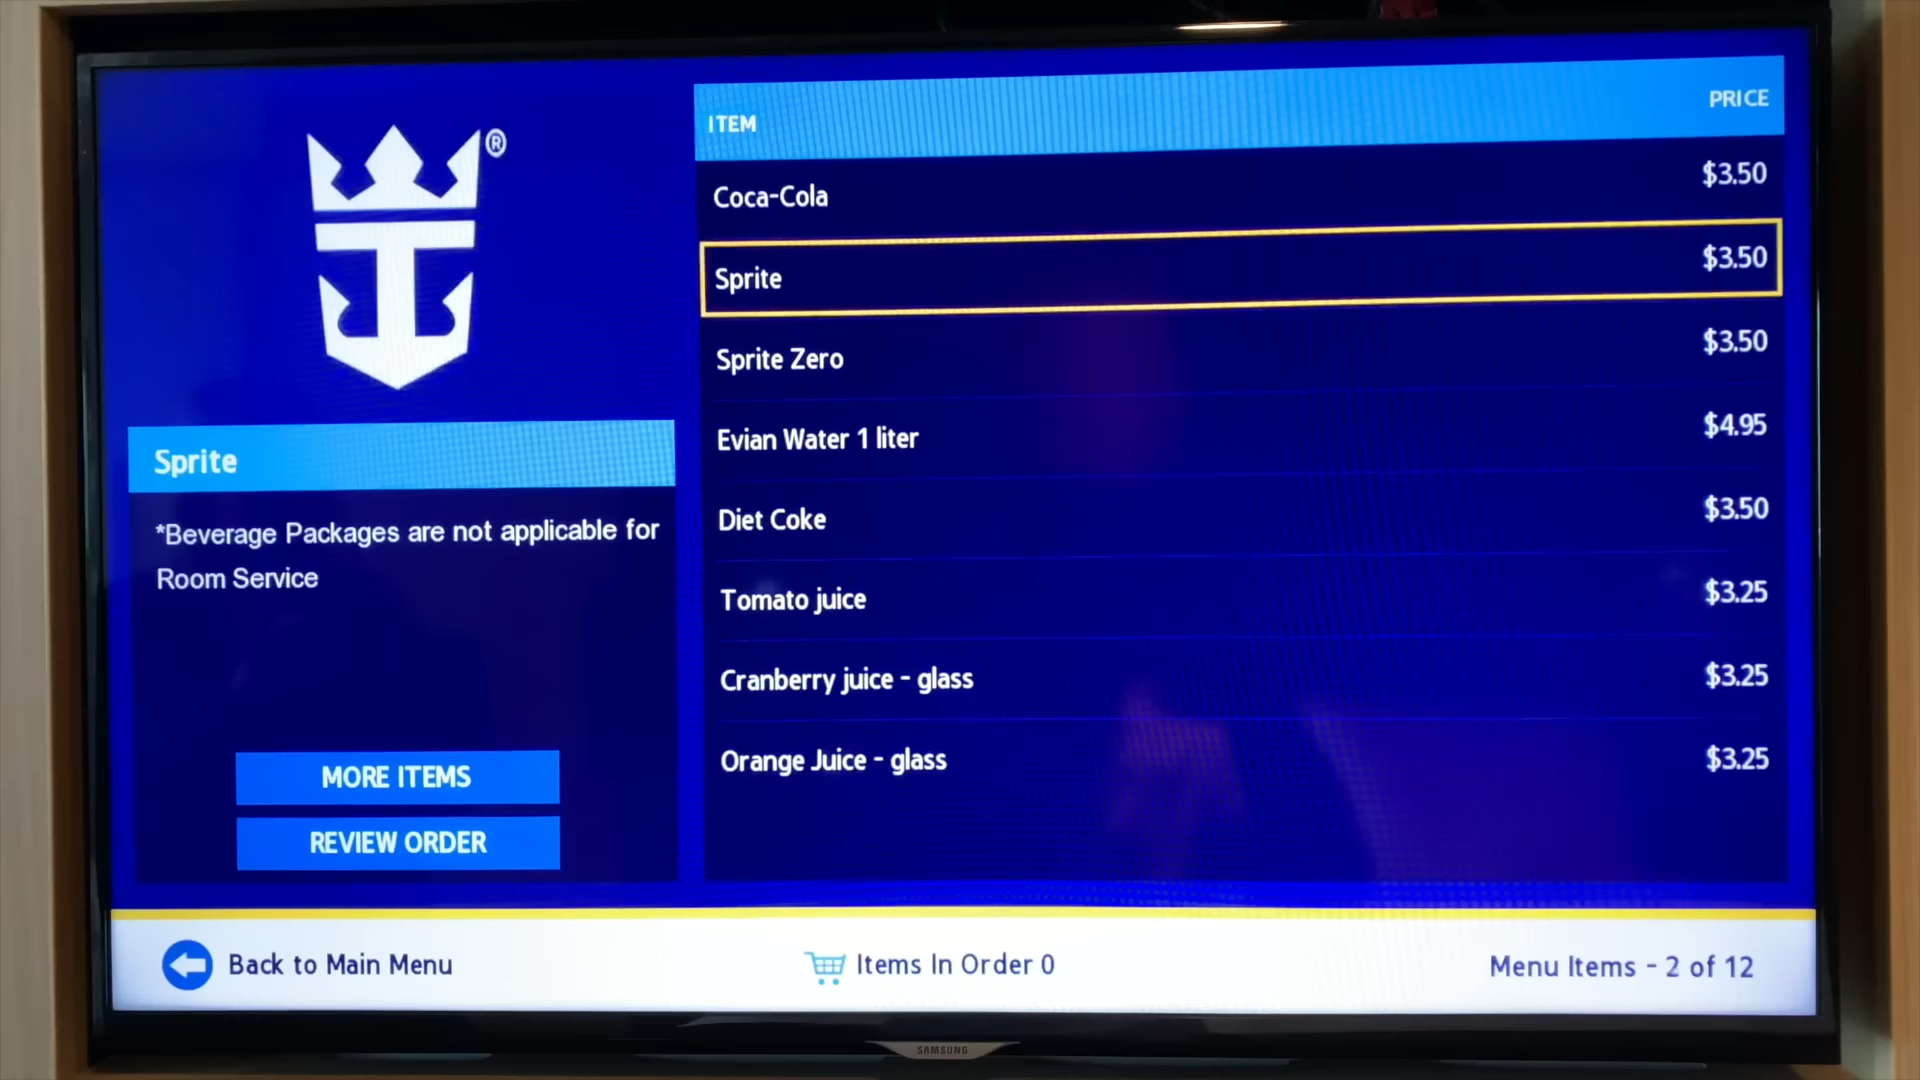 ®
ITEM PRICE
Coca-Cola $3.50
Sprite $3.50
Sprite Zero $3.50
Evian Water 1 liter $4.95
Diet Coke $3.50
Tomato juice $3.25
Cranberry juice - glass $3.25
Orange Juice - glass $3.25
Sprite
*Beverage Packages are not applicable for
Room Service
MORE ITEMS
REVIEW ORDER
Back to Main Menu
Items In Order 0
Menu Items - 2 of 12
SAMSUNG